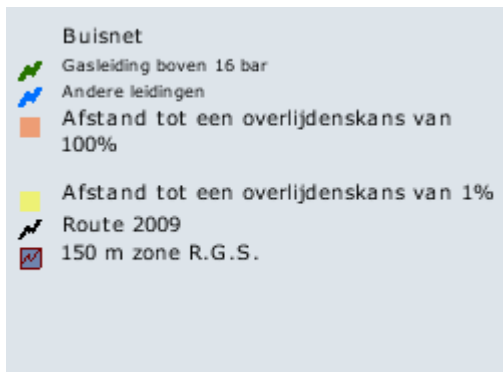 Buisnet
Gasleiding boven 16 bar
Andere leidingen
Afstand tot een overlijdenskans van
100%
Afstand tot een overlijdenskans van 1%
Route 2009
150 m zone R.G.S.